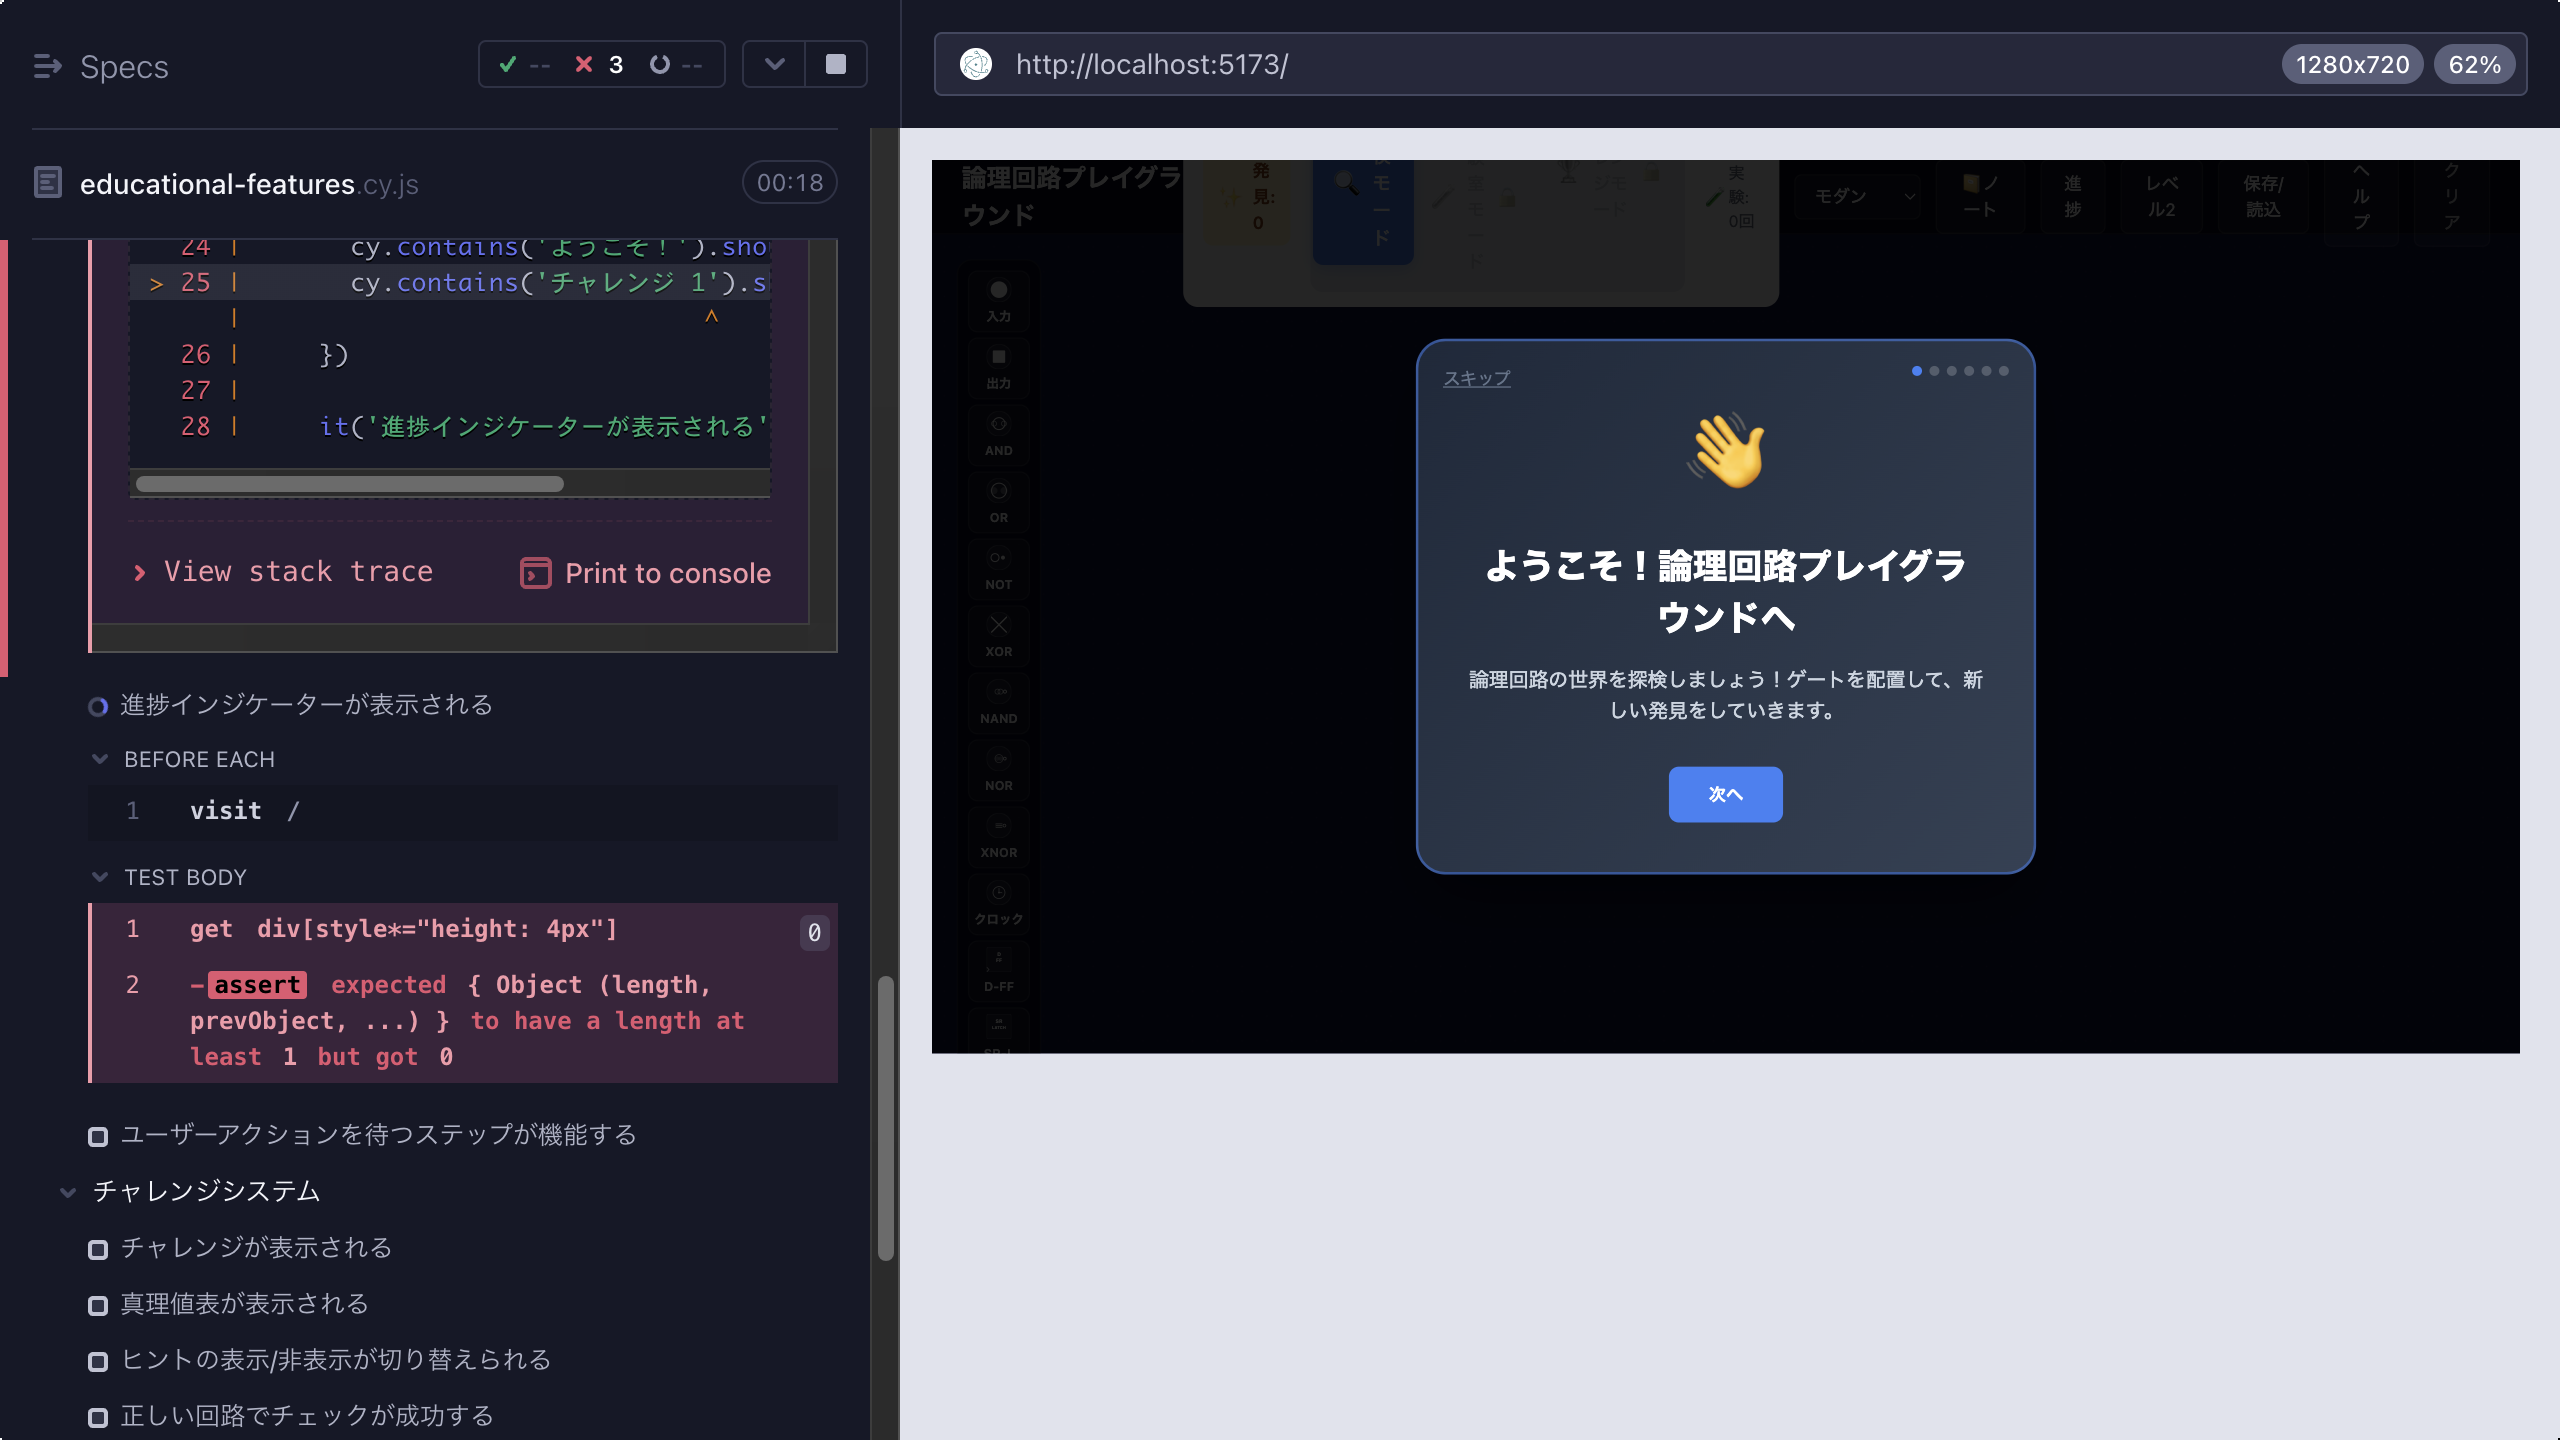 Specs
-- 3 --
educational-features.cy.js
00:18
24 | cy.contains('ようこそ！').sho
> 25 | cy.contains('チャレンジ 1').s
| ^
26 | })
27 |
28 | it('進捗インジケーターが表示される'
View stack trace
Print to console
進捗インジケーターが表示される
BEFORE EACH
1 visit /
TEST BODY
1 get div[style*="height: 4px"] 0
2 -assert expected { Object (length,
prevObject, ...) } to have a length at
least 1 but got 0
ユーザーアクションを待つステップが機能する
チャレンジシステム
チャレンジが表示される
真理値表が表示される
ヒントの表示/非表示が切り替えられる
正しい回路でチェックが成功する
http://localhost:5173/
1280x720
62%
論理回路プレイグラ
ウンド
発
見:
0
モ
ー
ド
実
験:
0回
モダン
ノ
ート
進
捗
レベ
ル2
保存/
読込
ヘ
ル
プ
ク
リ
ア
入力
出力
AND
OR
NOT
XOR
NAND
NOR
XNOR
クロック
D-FF
スキップ
ようこそ！論理回路プレイグラ
ウンドへ
論理回路の世界を探検しましょう！ゲートを配置して、新
しい発見をしていきます。
次へ